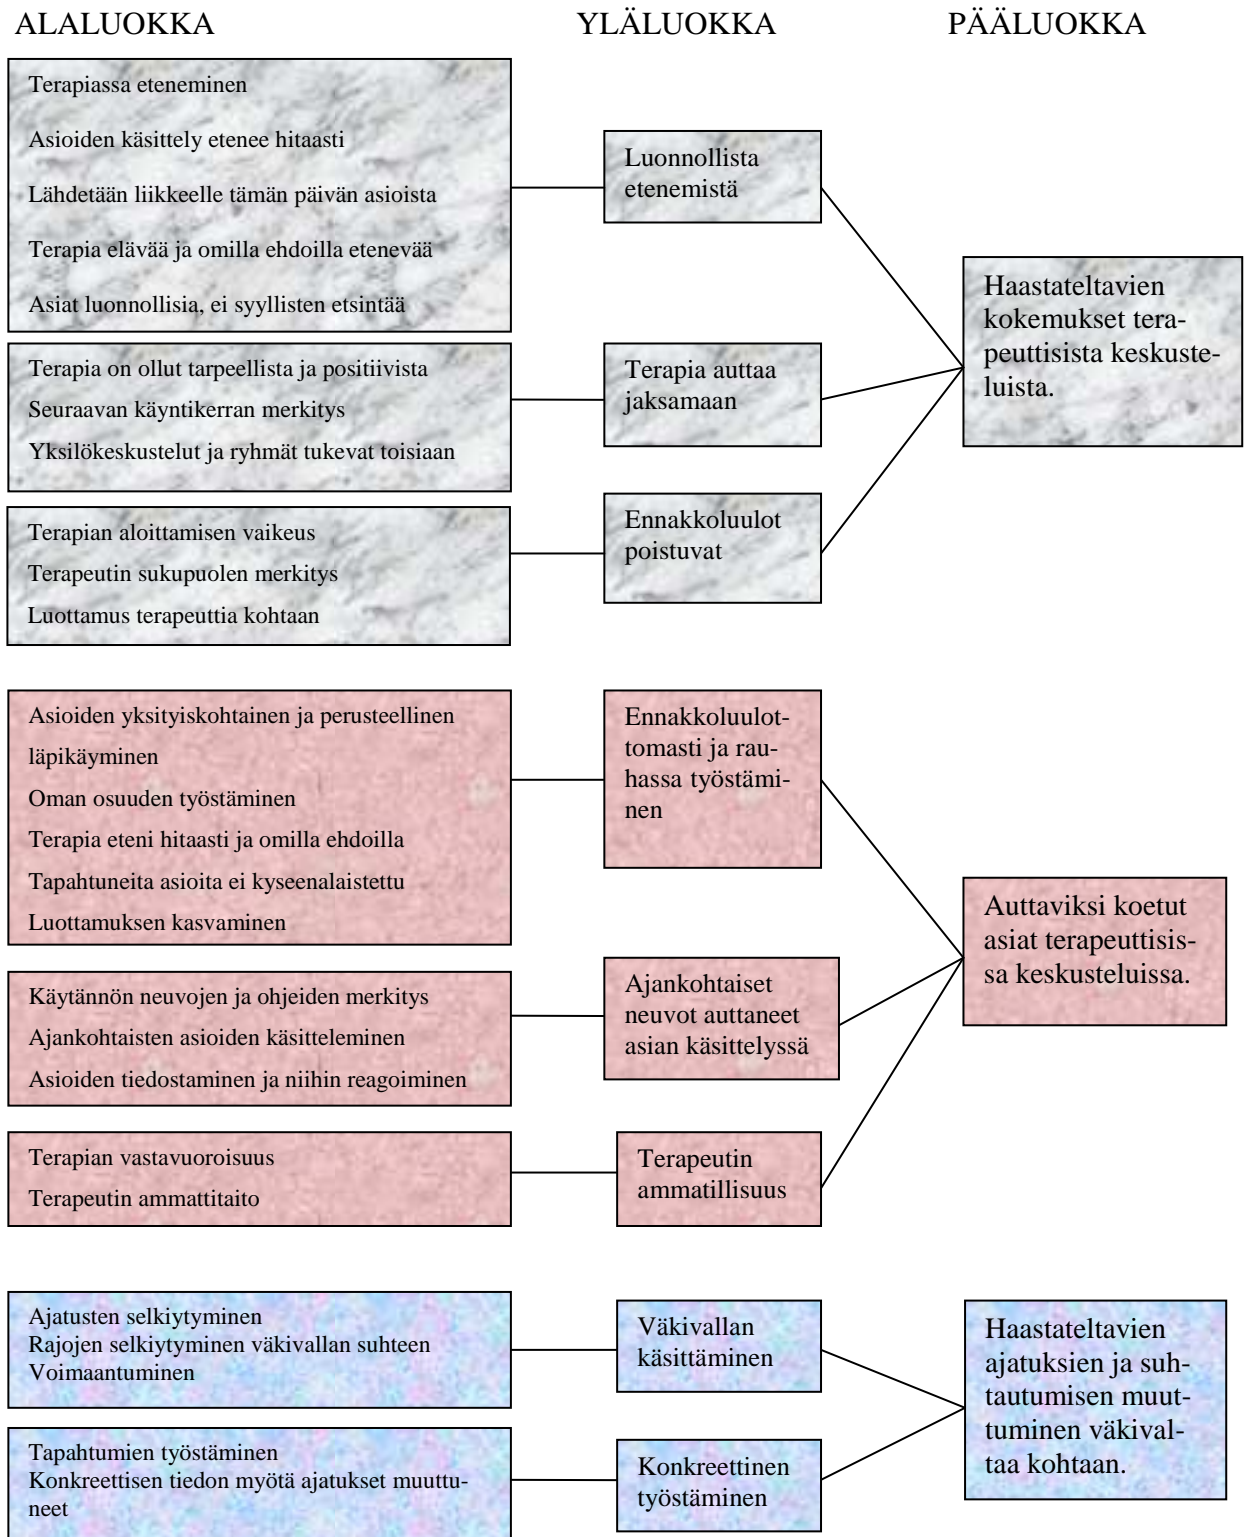 ALALUOKKA YLÄLUOKKA PÄÄLUOKKA
Terapiassa eteneminen
Asioiden käsittely etenee hitaasti
Lähdetään liikkeelle tämän päivän asioista
Terapia elävää ja omilla ehdoilla etenevää
Asiat luonnollisia, ei syyllisten etsintää
Luonnollista
etenemistä
Terapia on ollut tarpeellista ja positiivista
Seuraavan käyntikerran merkitys
Yksilökeskustelut ja ryhmät tukevat toisiaan
Terapia auttaa
jaksamaan
Terapian aloittamisen vaikeus
Terapeutin sukupuolen merkitys
Luottamus terapeuttia kohtaan
Ennakkoluulot
poistuvat
Haastateltavien
kokemukset tera-
peuttisista keskuste-
luista.
Asioiden yksityiskohtainen ja perusteellinen
läpikäyminen
Oman osuuden työstäminen
Terapia eteni hitaasti ja omilla ehdoilla
Tapahtuneita asioita ei kyseenalaistettu
Luottamuksen kasvaminen
Ennakkoluulot-
tomasti ja rau-
hassa työstämi-
nen
Käytännön neuvojen ja ohjeiden merkitys
Ajankohtaisten asioiden käsitteleminen
Asioiden tiedostaminen ja niihin reagoiminen
Ajankohtaiset
neuvot auttaneet
asian käsittelyssä
Terapian vastavuoroisuus
Terapeutin ammattitaito
Terapeutin
ammatillisuus
Auttaviksi koetut
asiat terapeuttisis-
sa keskusteluissa.
Ajatusten selkiytyminen
Rajojen selkiytyminen väkivallan suhteen
Voimaantuminen
Väkivallan
käsittäminen
Tapahtumien työstäminen
Konkreettisen tiedon myötä ajatukset muuttu-
neet
Konkreettinen
työstäminen
Haastateltavien
ajatuksien ja suh-
tautumisen muut-
tuminen väkival-
taa kohtaan.